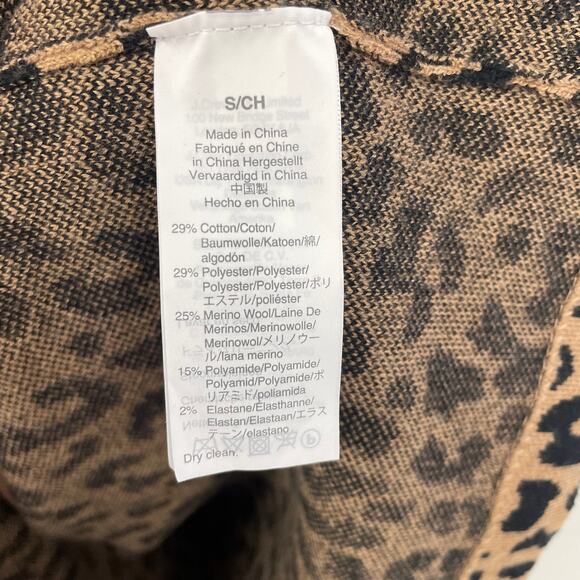 S/CH
Made in China
Fabriqué en Chine
in China Hergestellt
Vervaardigd in China
中国製
Hecho en China
29% Cotton/Coton/
Baumwolle/Katoen/綿/
algodón
29% Polyester/Polyester/
Polyester/Polyester/ポリ
エステル/poliéster
25% Merino Wool/Laine De
Merinos/Merinowolle/
Merinowol/メリノウー
ル/lana merino
15% Polyamide/Polyamide/
Polyamid/Polyamide/ポ
リアミド/poliamida
2% Elastane/Élasthanne/
Elastan/Elastaan/エラス
テーン/elastano
Dry clean.